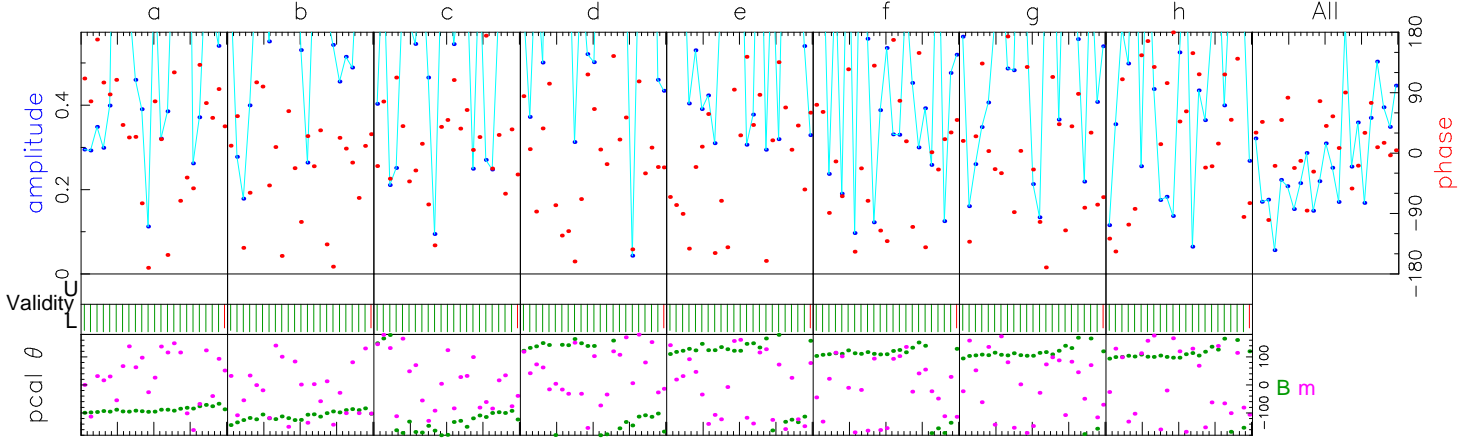 a b c d e f g h All
amplitude
0.4
0.2
0
180
90
0
-90
-180
phase
Validity
U
L
pcal θ
100
0
-100
B m